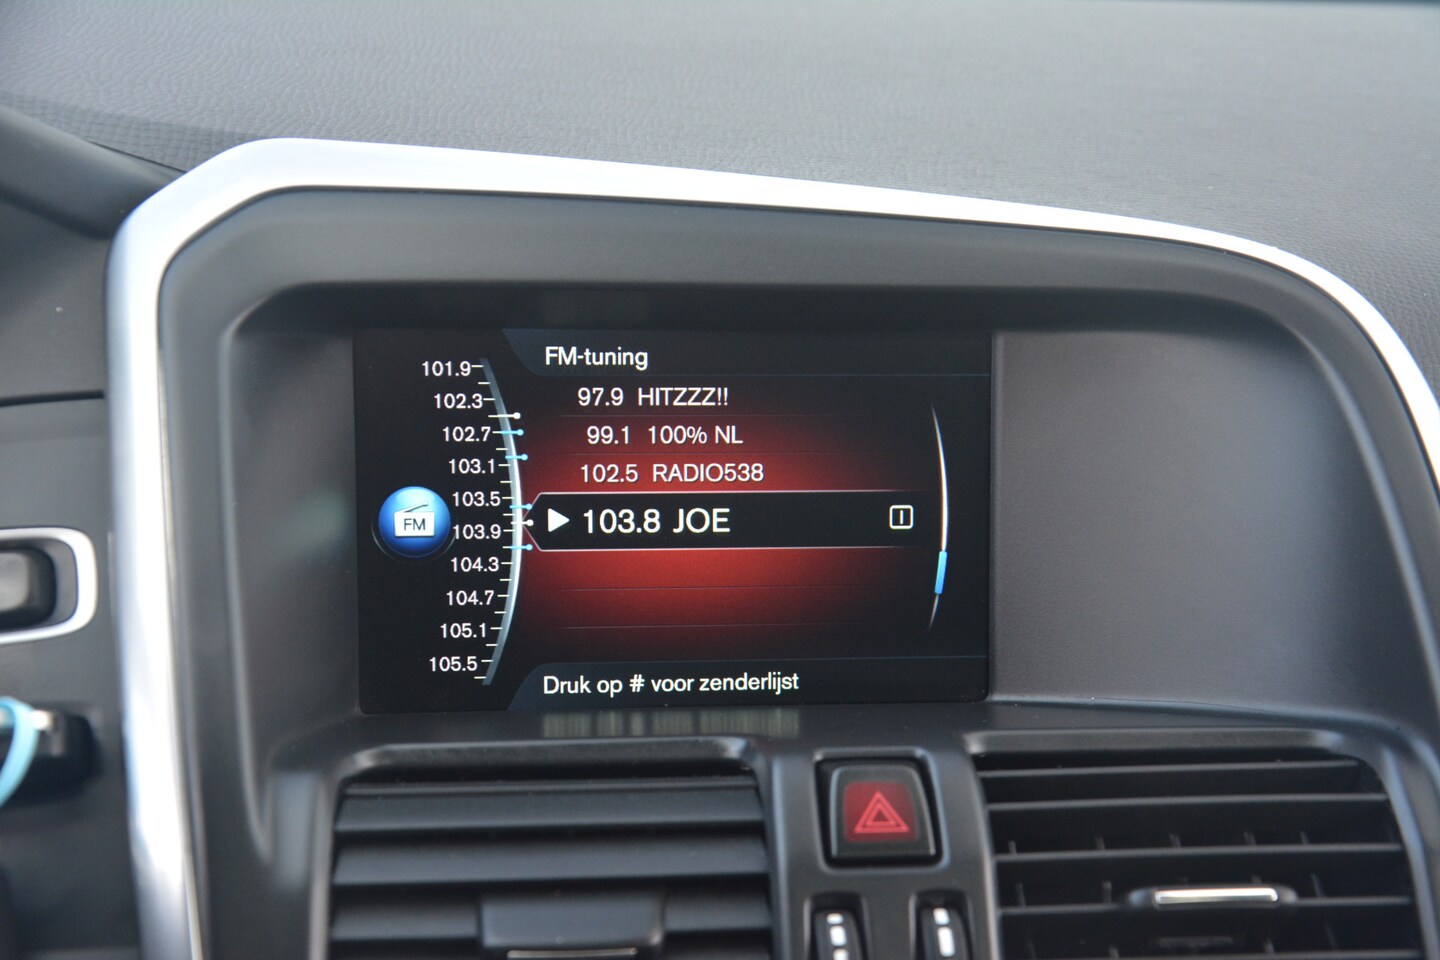 FM-tuning
101.9
102.3
102.7
103.1
103.5
103.9
104.3
104.7
105.1
105.5
FM
97.9 HITZZZ!!
99.1 100% NL
102.5 RADIO538
103.8 JOE
Druk op # voor zenderlijst